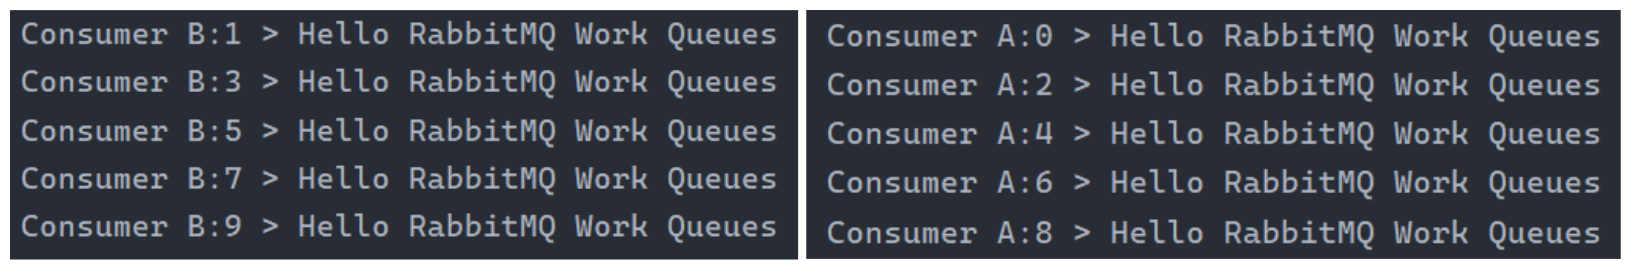 Consumer B:1 > Hello RabbitMQ Work Queues
Consumer B:3 > Hello RabbitMQ Work Queues
Consumer B:5 > Hello RabbitMQ Work Queues
Consumer B:7 > Hello RabbitMQ Work Queues
Consumer B:9 > Hello RabbitMQ Work Queues
Consumer A:0 > Hello RabbitMQ Work Queues
Consumer A:2 > Hello RabbitMQ Work Queues
Consumer A:4 > Hello RabbitMQ Work Queues
Consumer A:6 > Hello RabbitMQ Work Queues
Consumer A:8 > Hello RabbitMQ Work Queues